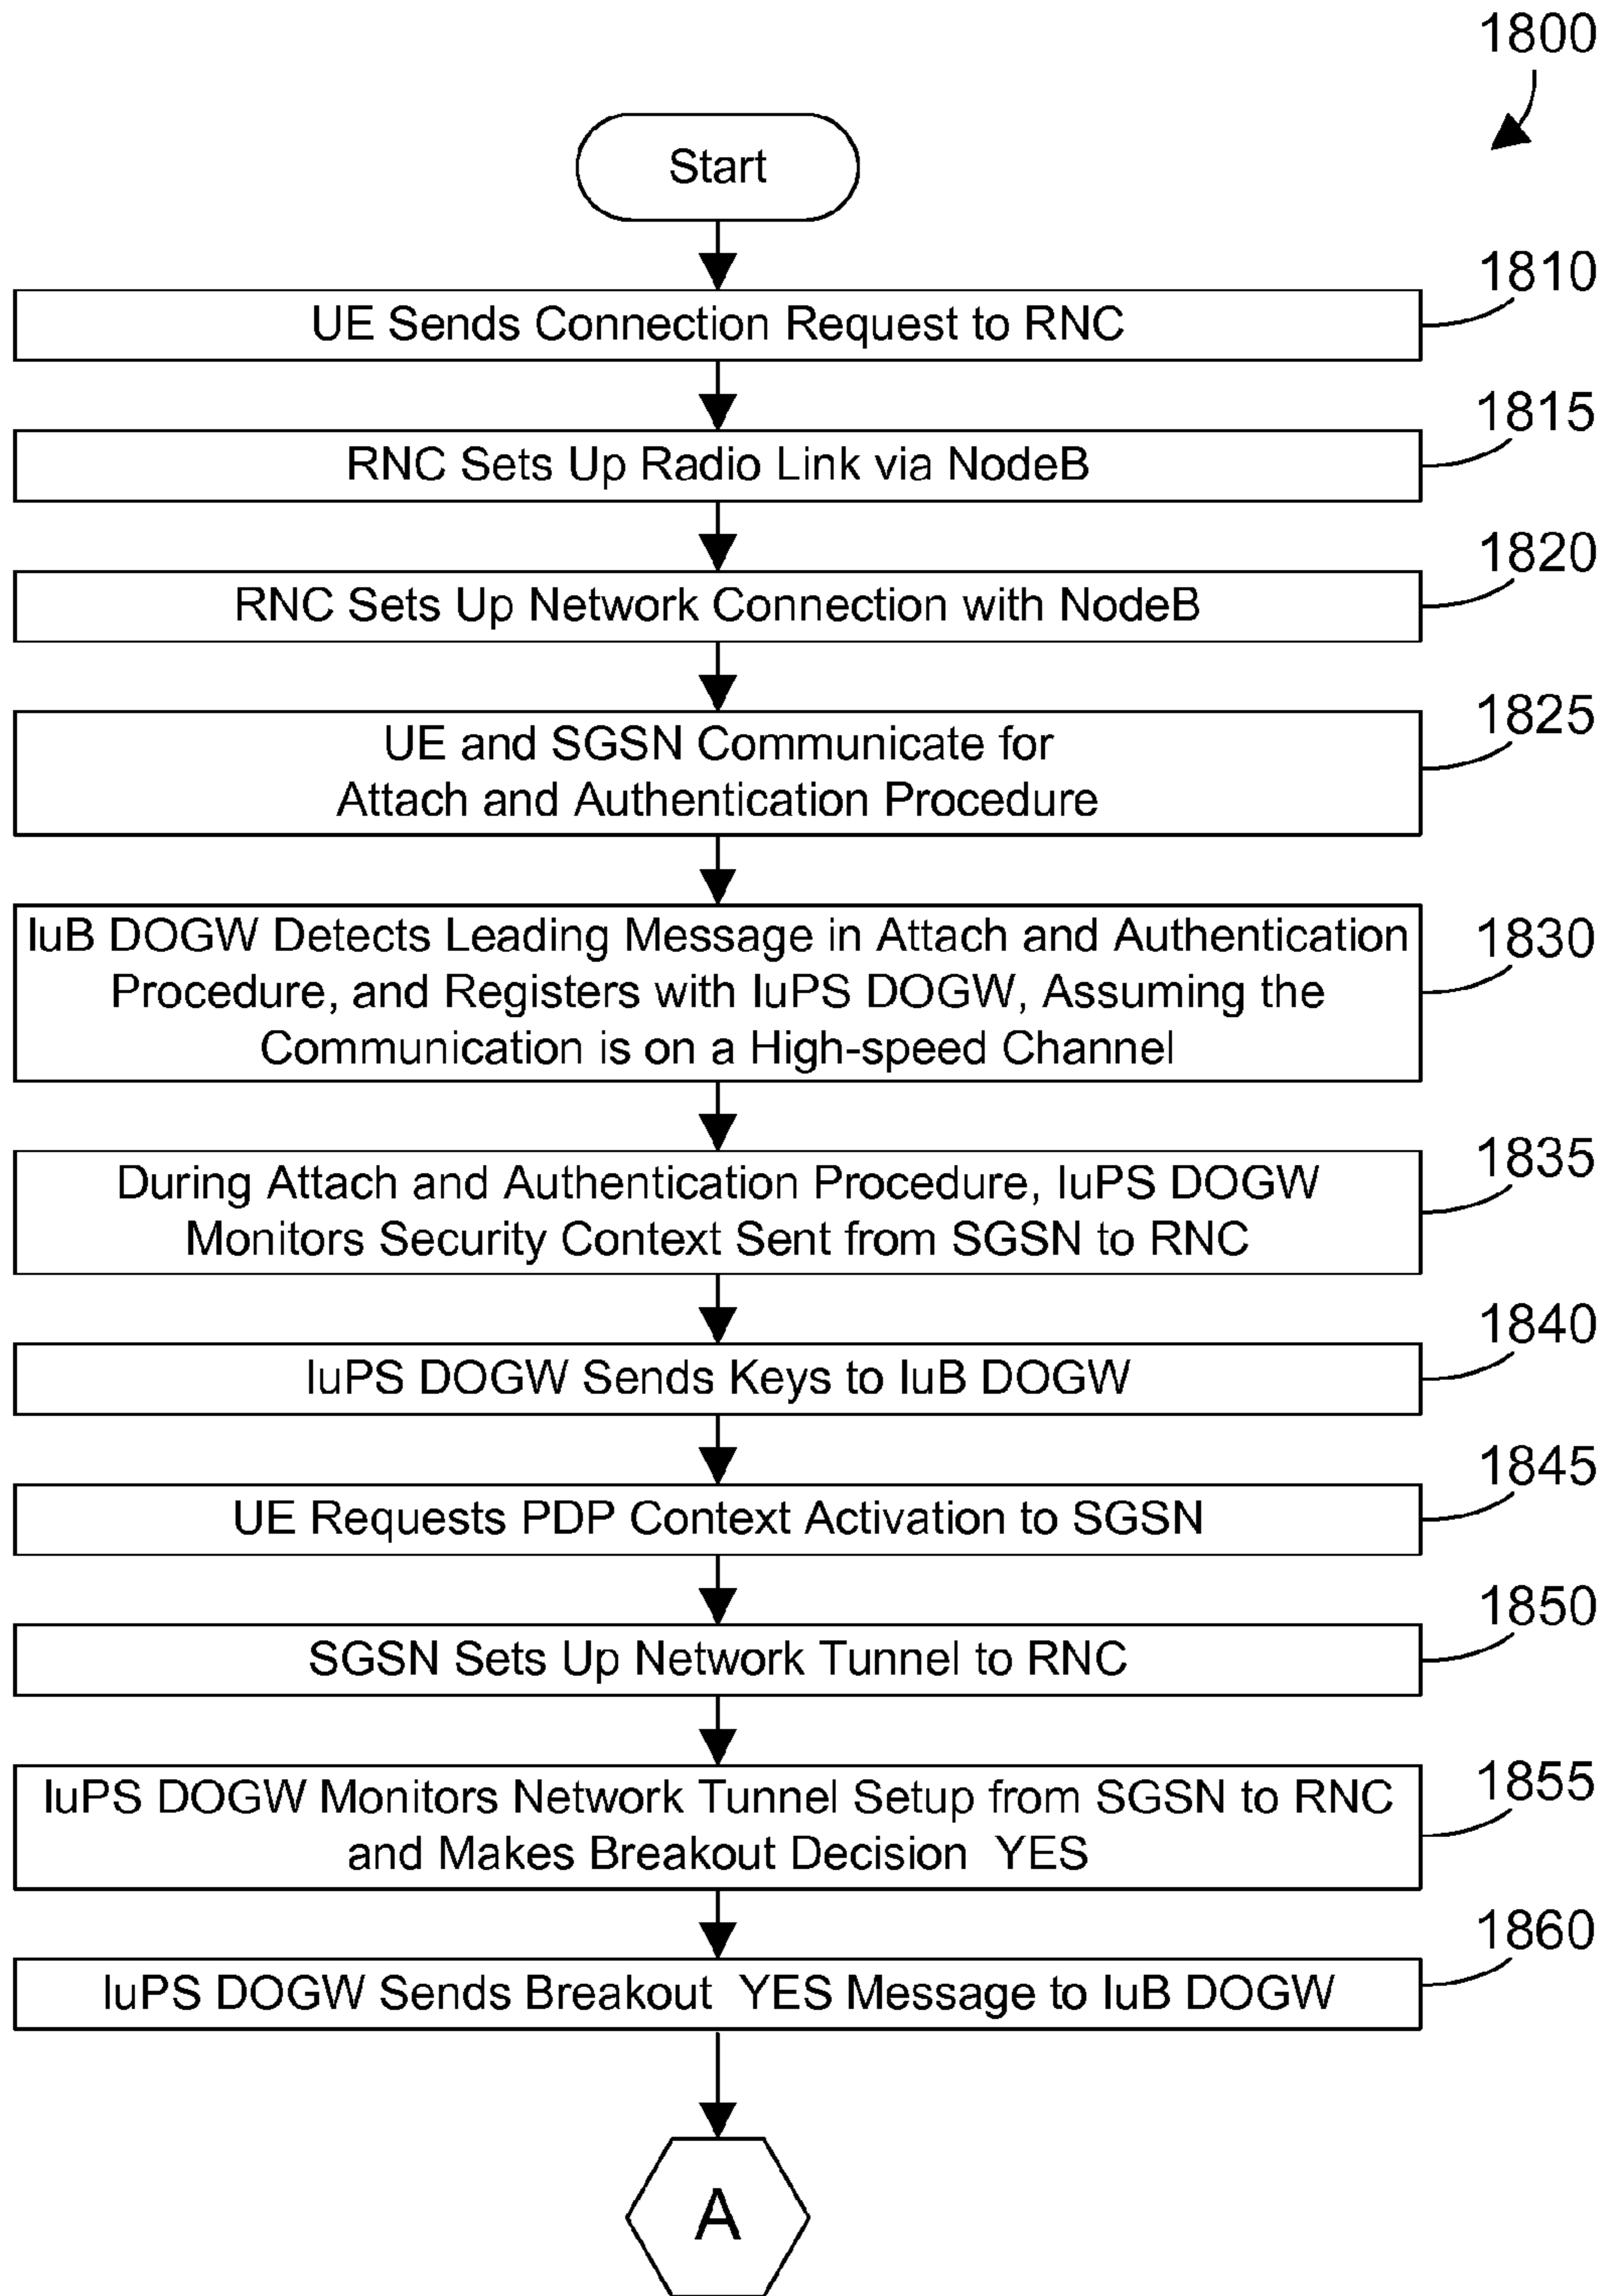 1800
Start
1810
UE Sends Connection Request to RNC
1815
RNC Sets Up Radio Link via NodeB
1820
RNC Sets Up Network Connection with NodeB
1825
UE and SGSN Communicate for
Attach and Authentication Procedure
1830
IuB DOGW Detects Leading Message in Attach and Authentication
Procedure, and Registers with IuPS DOGW, Assuming the
Communication is on a High-speed Channel
1835
During Attach and Authentication Procedure, IuPS DOGW
Monitors Security Context Sent from SGSN to RNC
1840
IuPS DOGW Sends Keys to IuB DOGW
1845
UE Requests PDP Context Activation to SGSN
1850
SGSN Sets Up Network Tunnel to RNC
1855
IuPS DOGW Monitors Network Tunnel Setup from SGSN to RNC
and Makes Breakout Decision YES
1860
IuPS DOGW Sends Breakout YES Message to IuB DOGW
A